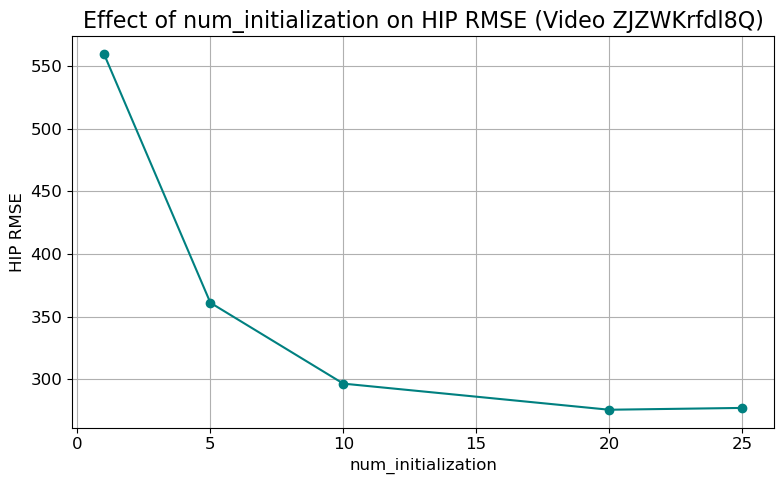 Effect of num_initialization on HIP RMSE (Video ZJZWKrfdl8Q)
550
500
450
400
350
300
HIP RMSE
0 5 10 15 20 25
num_initialization